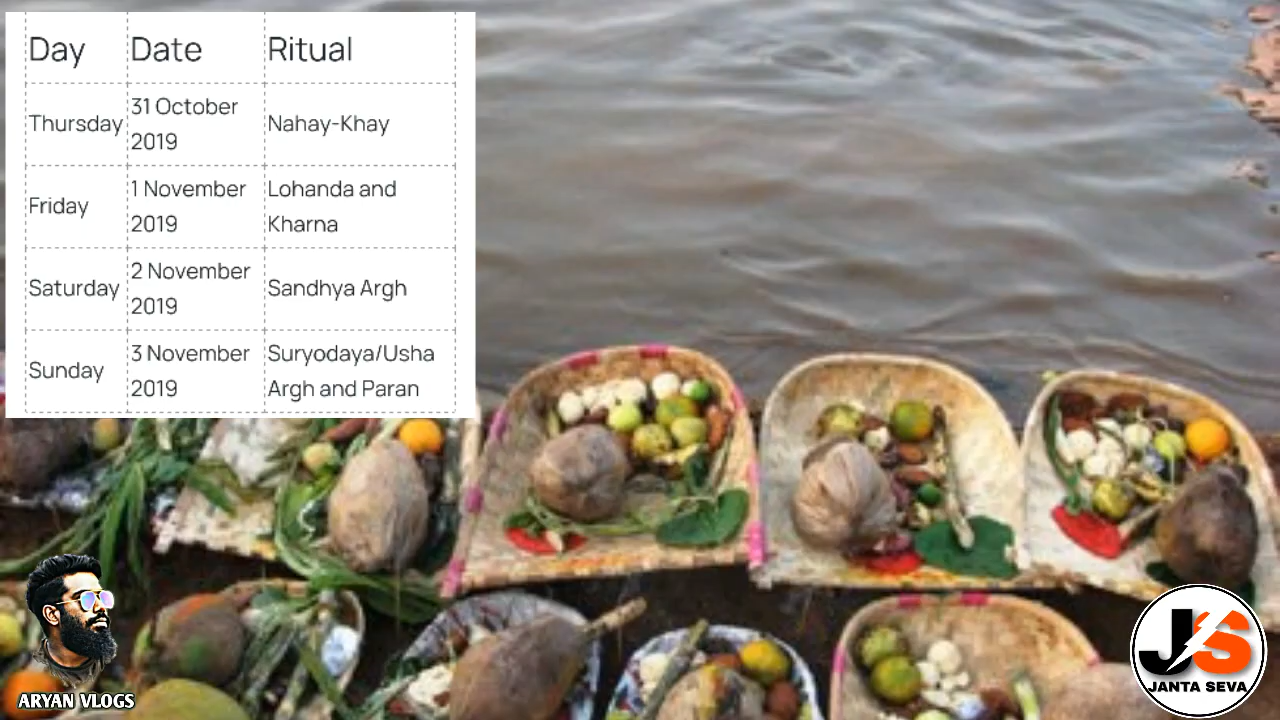 Day Date Ritual
Thursday 31 October 2019 Nahay-Khay
Friday 1 November 2019 Lohanda and Kharna
Saturday 2 November 2019 Sandhya Argh
Sunday 3 November 2019 Suryodaya/Usha Argh and Paran
ARYAN VLOGS
JS
JANTA SEVA